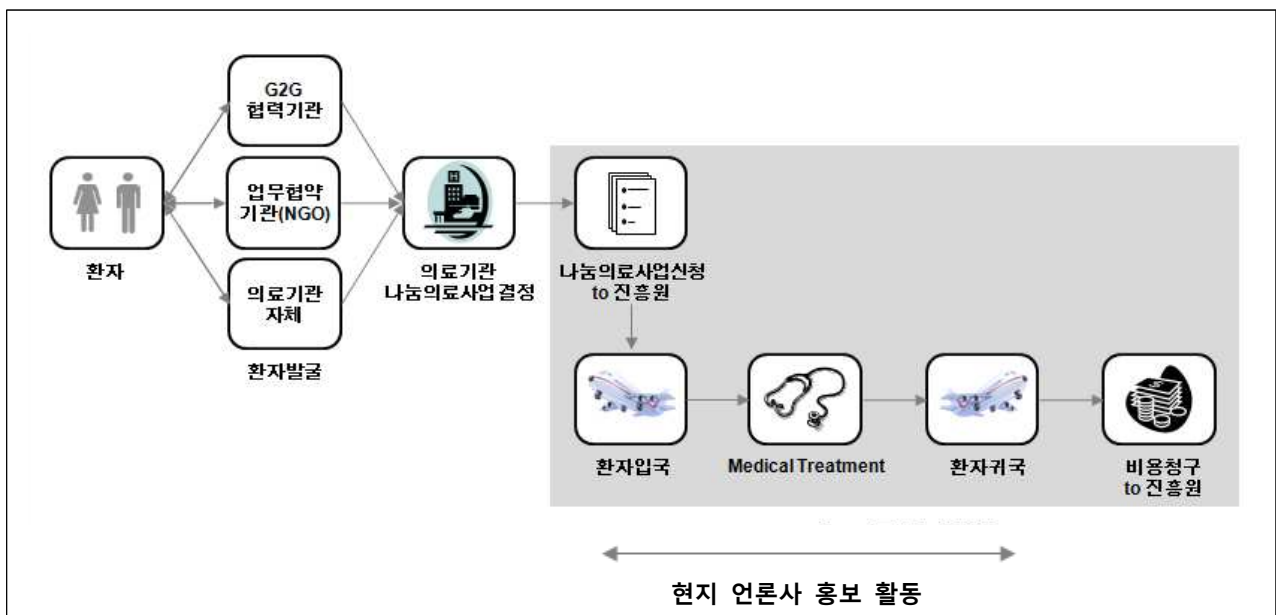 G2G
협력기관
업무협약
기관(NGO)
의료기관
자체
환자발굴
환자
의료기관
나눔의료사업 결정
나눔의료사업신청
to 진흥원
환자입국
Medical Treatment
환자귀국
비용청구
to 진흥원
현지 언론사 홍보 활동